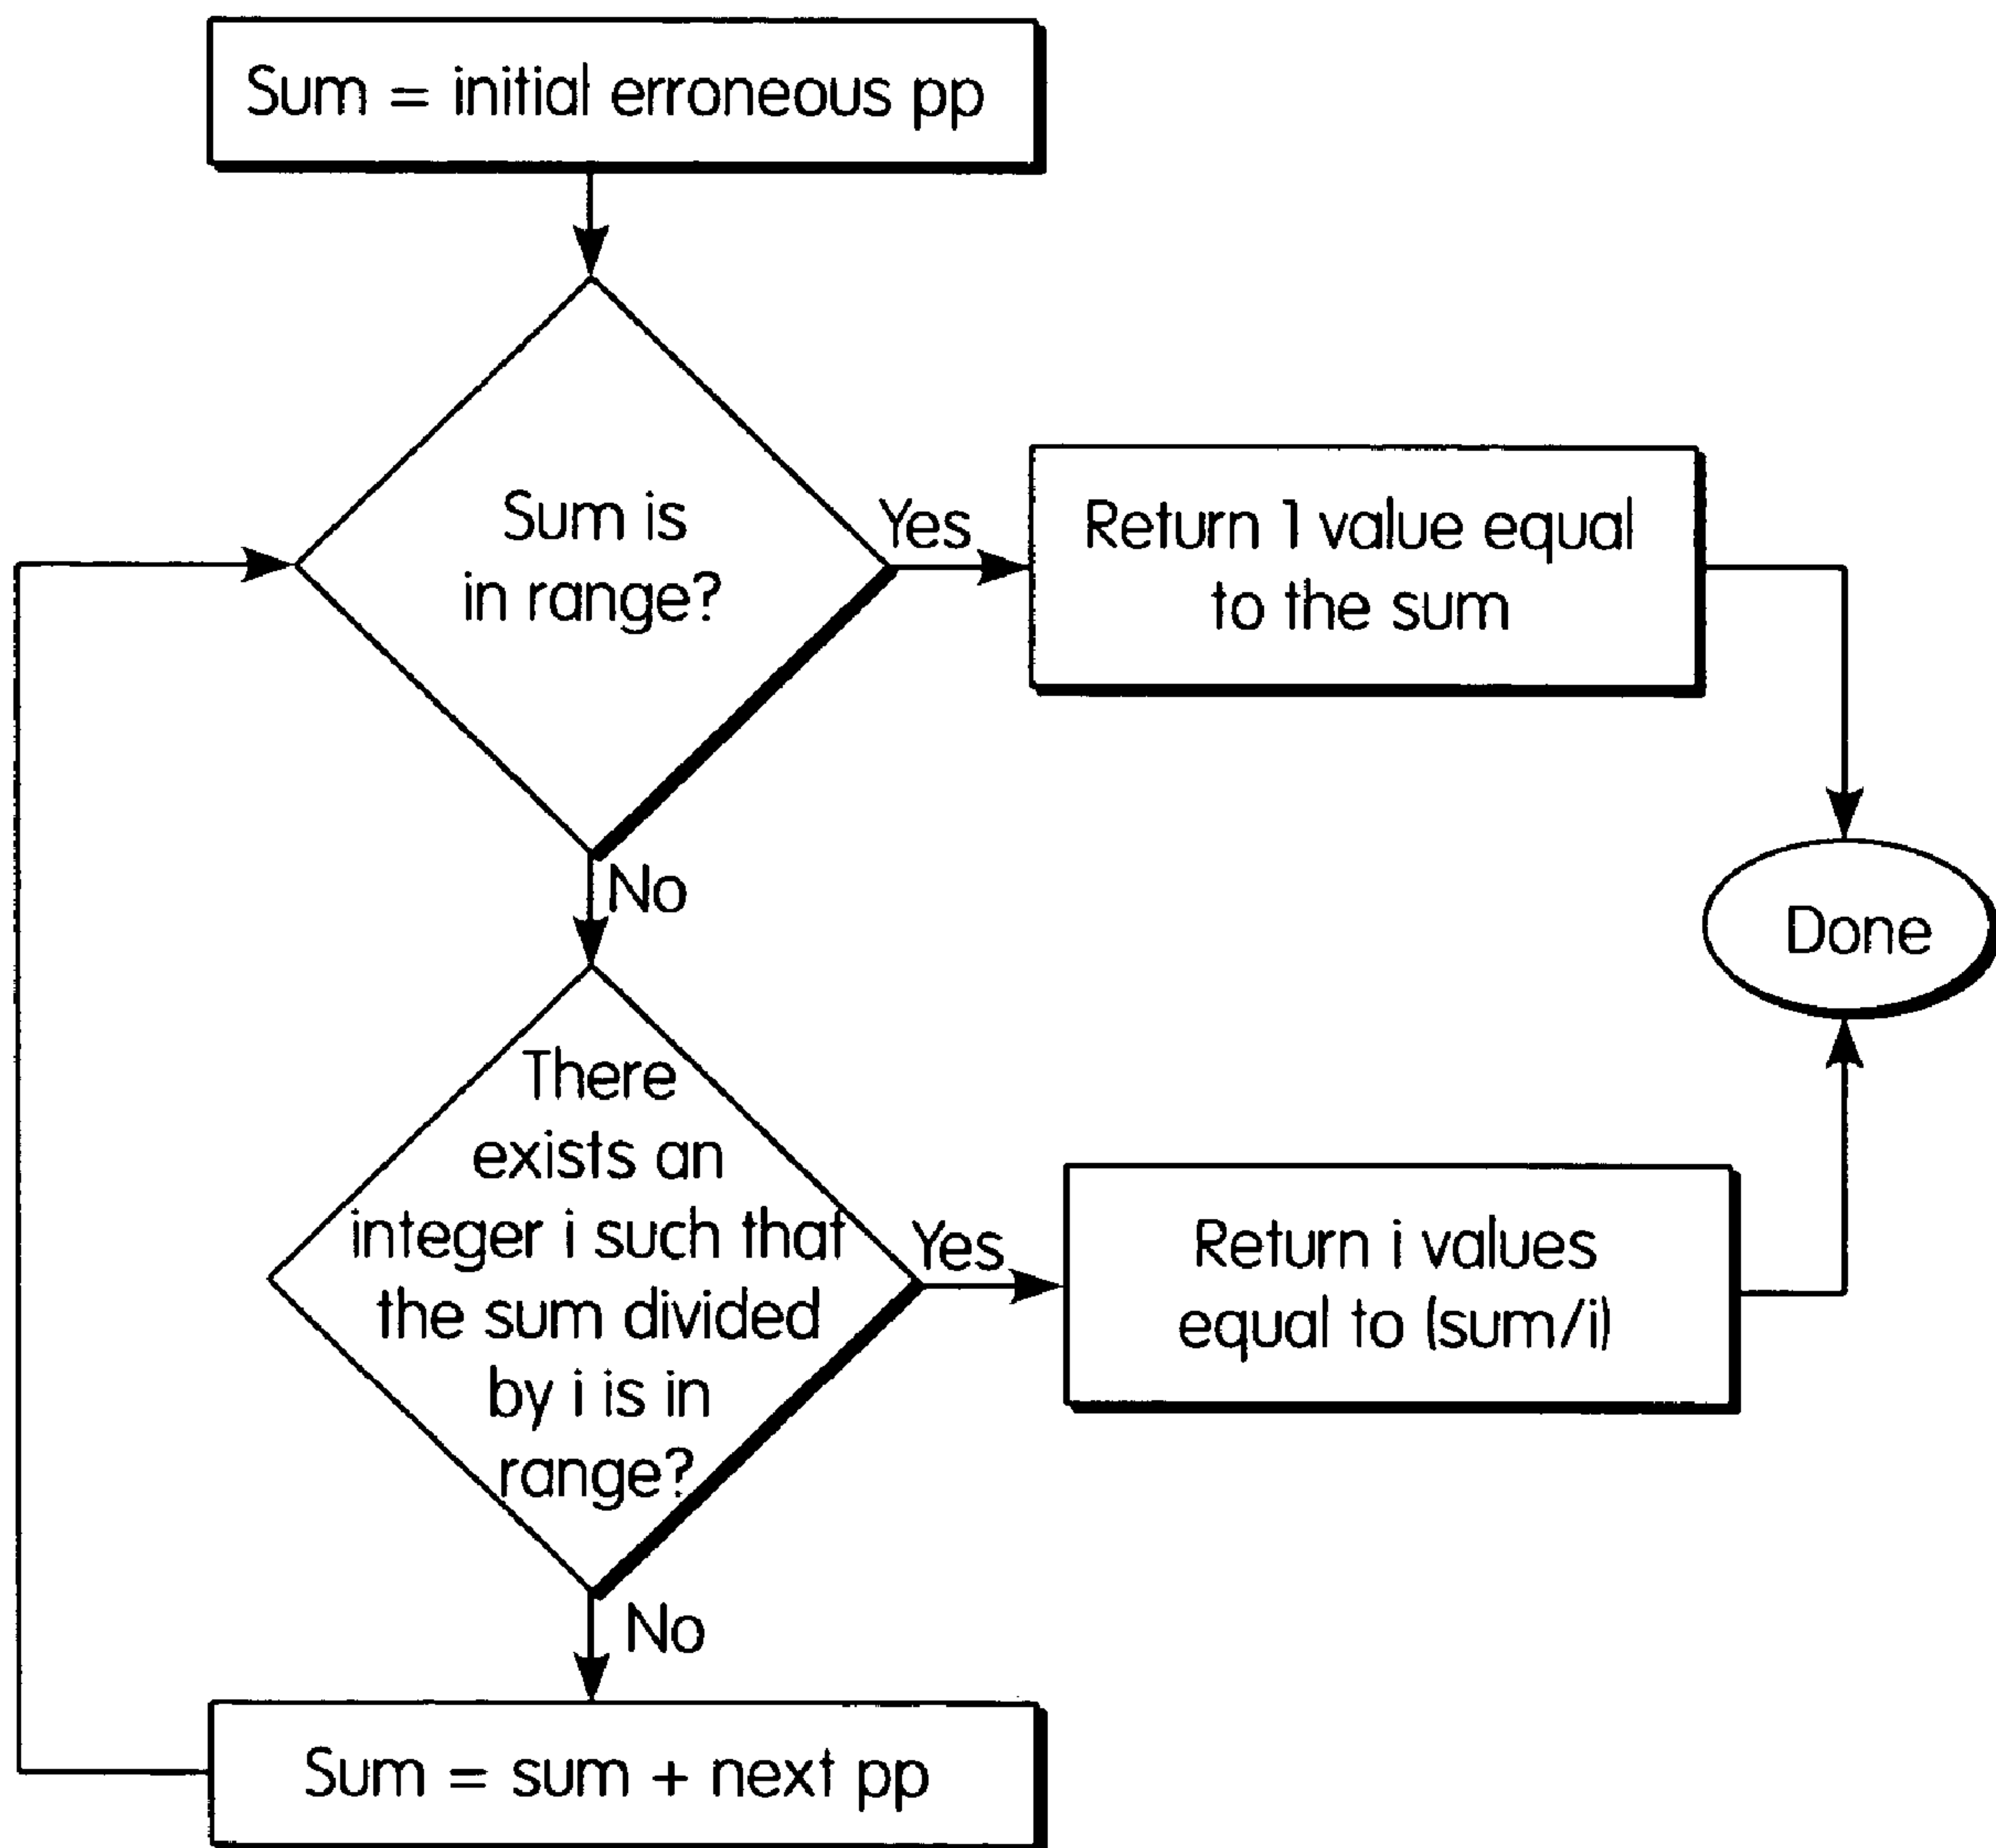 Sum = initial erroneous pp
Sum is
in range?
Yes
Return 1 value equal
to the sum
No
Done
There
exists an
integer i such that
the sum divided
by i is in
range?
Yes
Return i values
equal to (sum/i)
No
Sum = sum + next pp